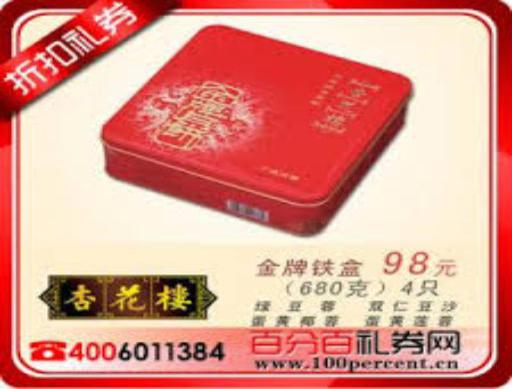 折扣礼券
金牌铁盒 98元
（680克）4只
绿豆蓉 双仁豆沙
蛋黄椰蓉 蛋黄莲蓉
杏花楼
☎4006011384
百分百礼券网
www.100percent.cn